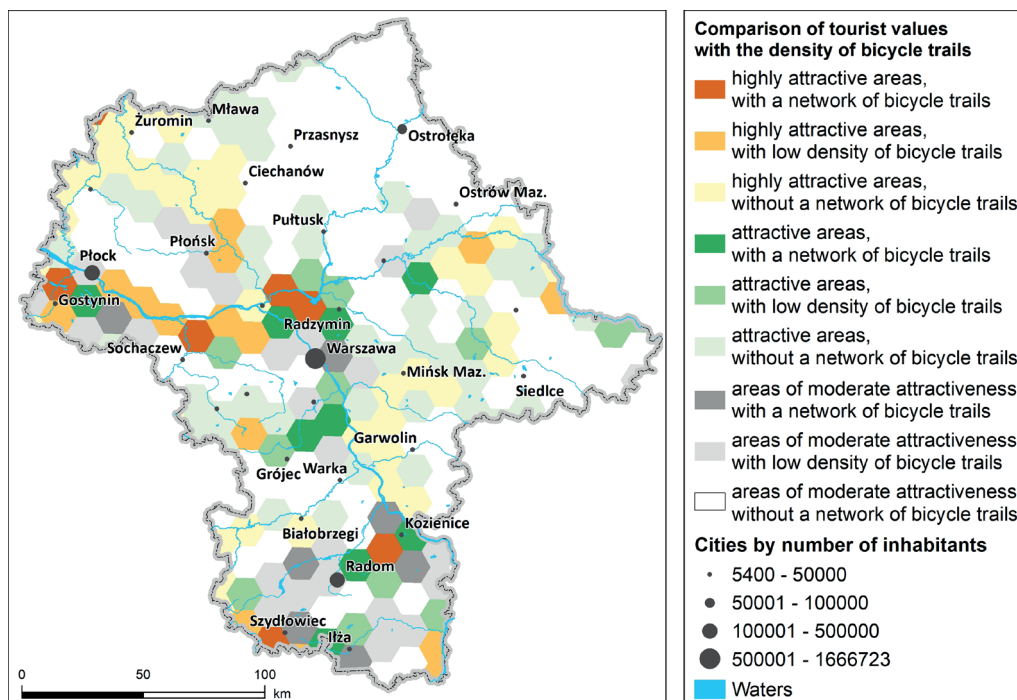 Mława
Żuromin
Przasnysz
Ostrołęka
Ciechanów
Ostrów Maz.
Pułtusk
Płońsk
Płock
Gostynin
Radzymin
Sochaczew
Warszawa
Mińsk Maz.
Siedlce
Garwolin
Grójec
Warka
Kozienice
Białobrzegi
Radom
Szydłowiec
Iłża
0 50 100
km
Comparison of tourist values
with the density of bicycle trails
highly attractive areas,
with a network of bicycle trails
highly attractive areas,
with low density of bicycle trails
highly attractive areas,
without a network of bicycle trails
attractive areas,
with a network of bicycle trails
attractive areas,
with low density of bicycle trails
attractive areas,
without a network of bicycle trails
areas of moderate attractiveness
with a network of bicycle trails
areas of moderate attractiveness
with low density of bicycle trails
areas of moderate attractiveness
without a network of bicycle trails
Cities by number of inhabitants
5400 - 50000
50001 - 100000
100001 - 500000
500001 - 1666723
Waters